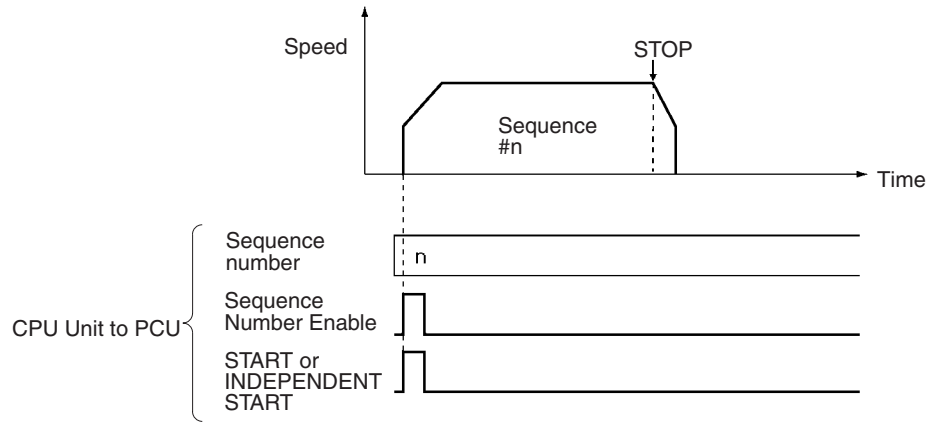 Speed
STOP
Sequence
#n
Time
Sequence
number
n
Sequence
Number Enable
CPU Unit to PCU
START or
INDEPENDENT
START